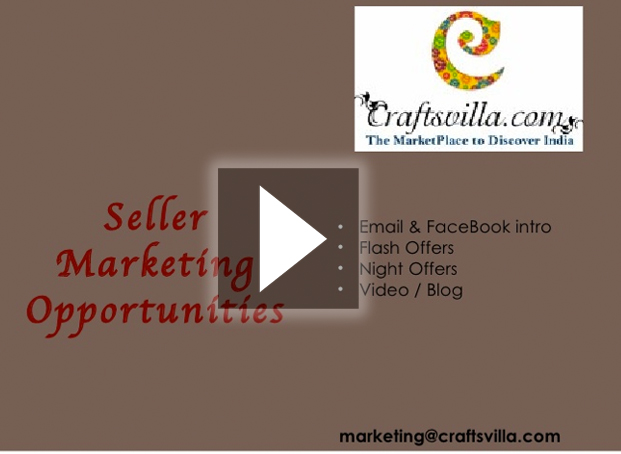 Craftsvilla.com
The MarketPlace to Discover India
Seller
Marketing
Opportunities
• Email & FaceBook intro
• Flash Offers
• Night Offers
• Video / Blog
marketing@craftsvilla.com